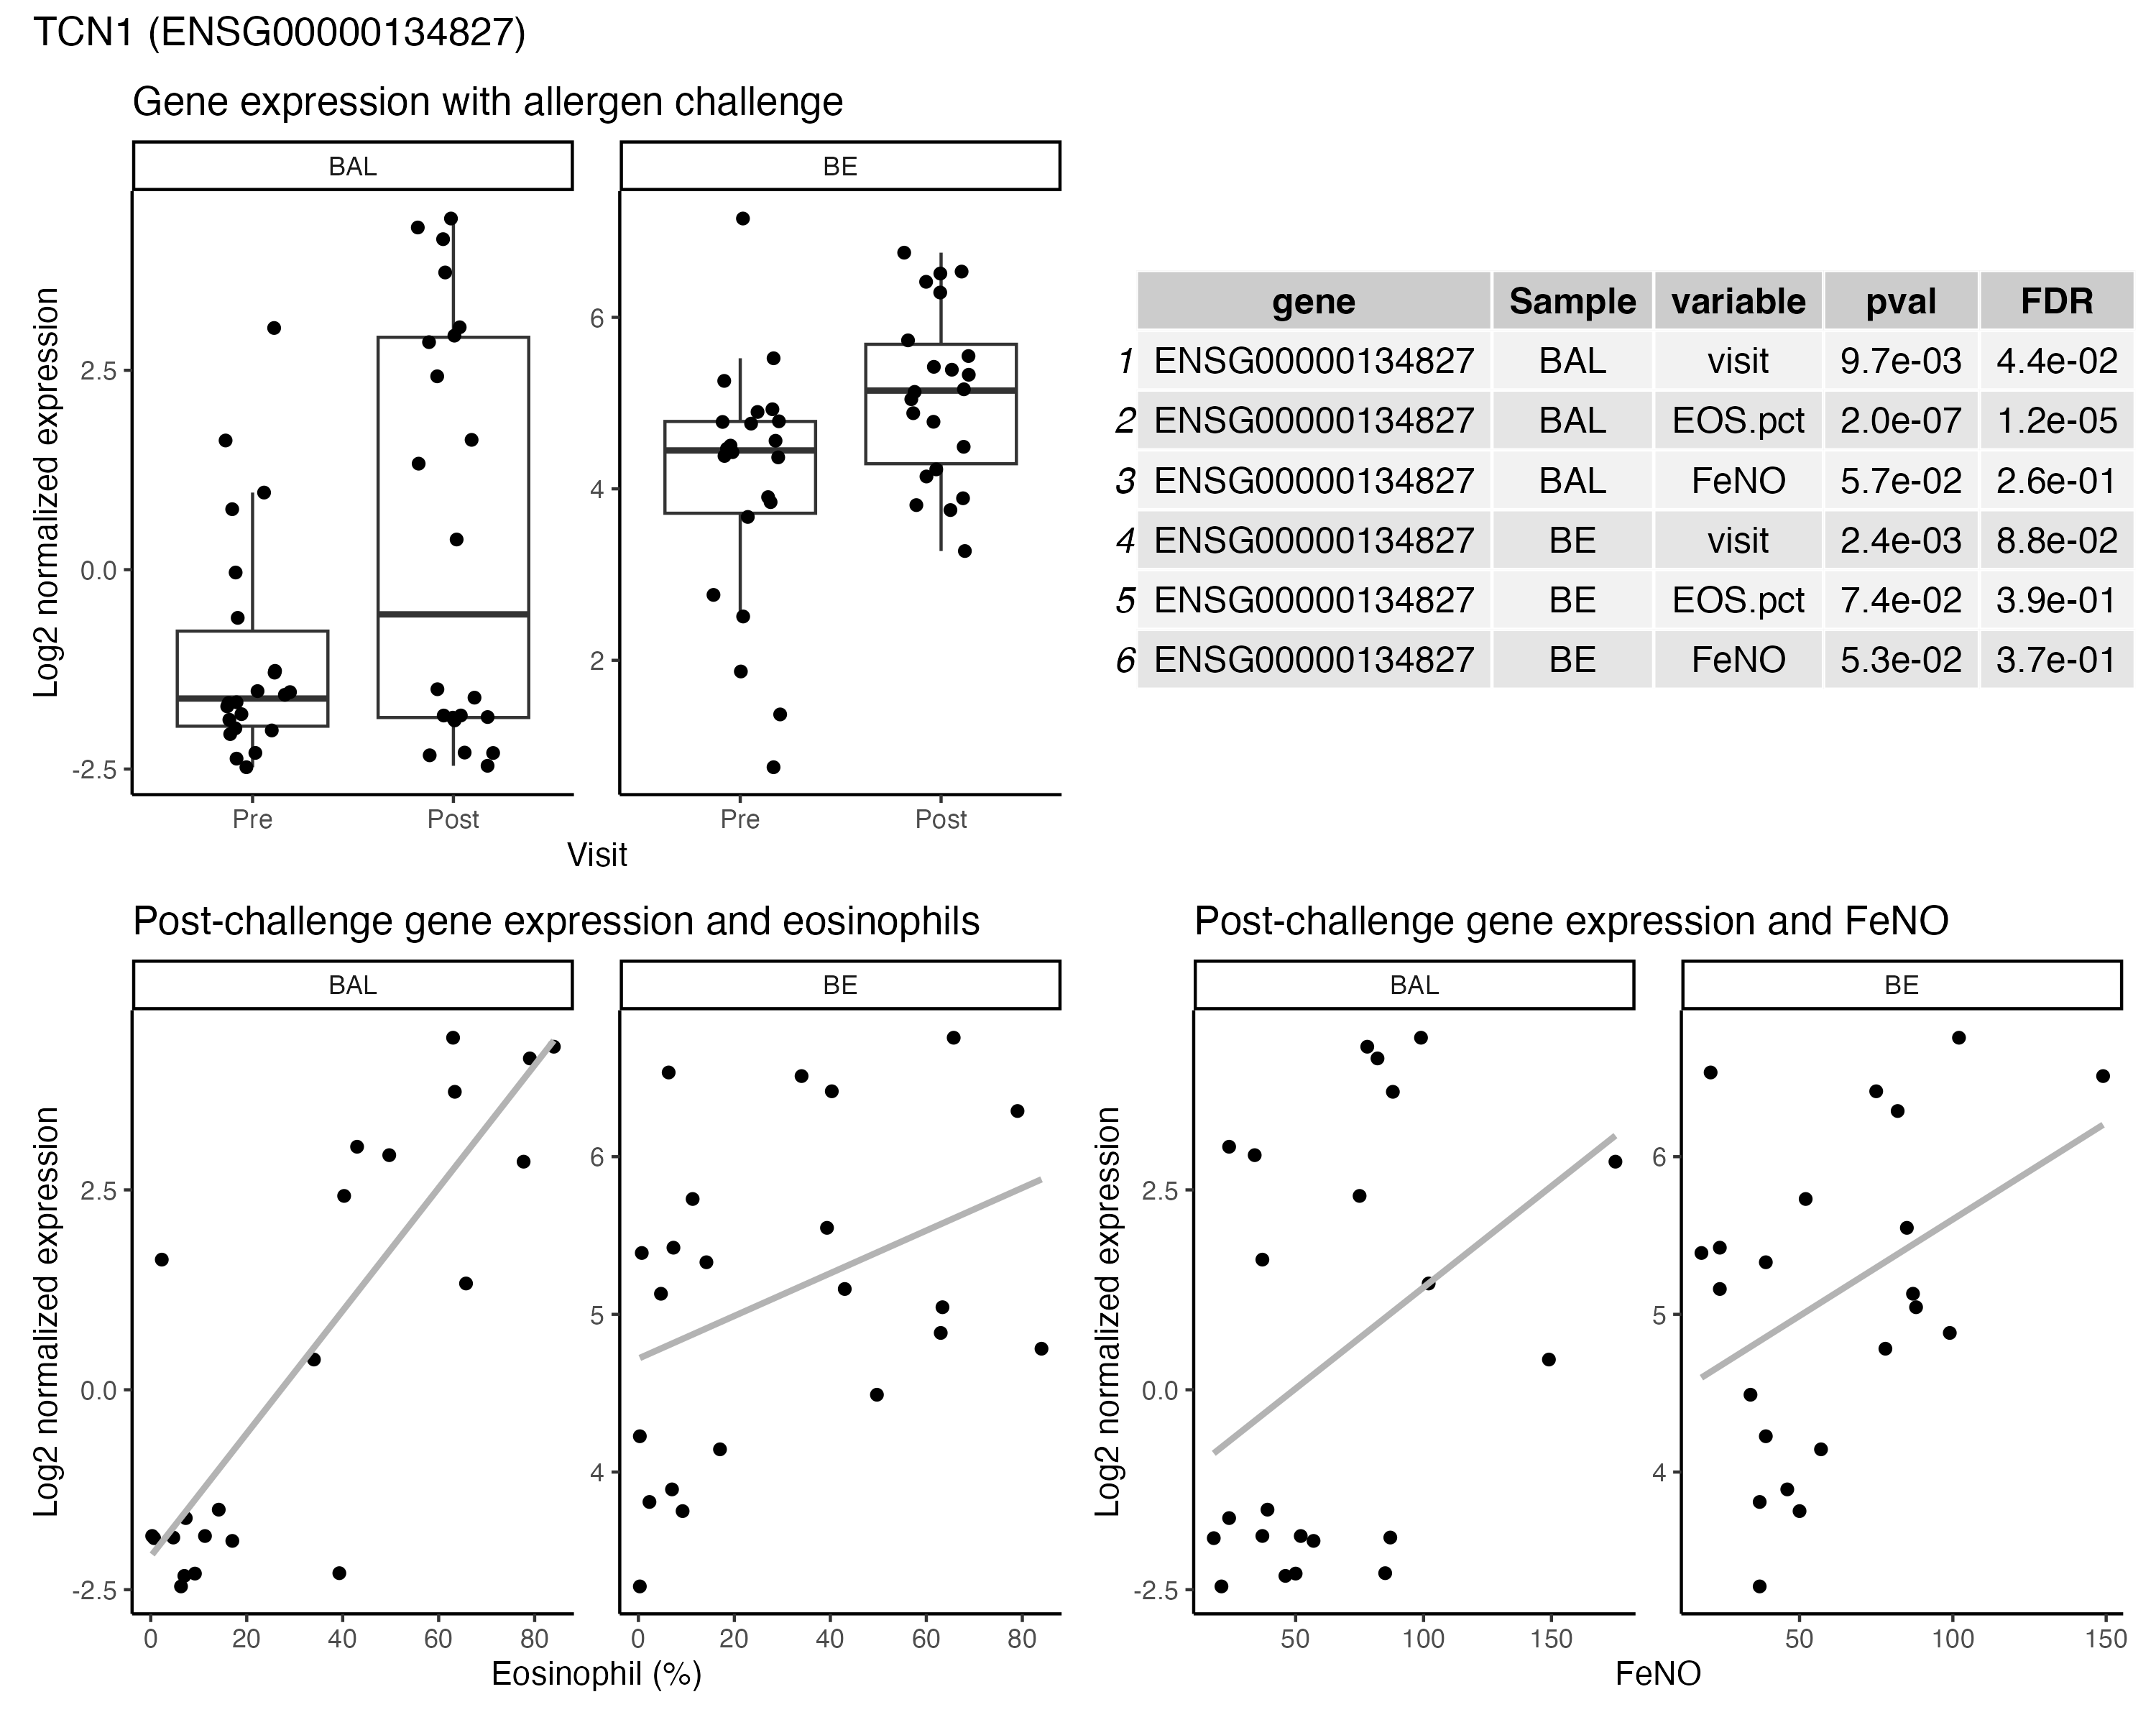 TCN1 (ENSG00000134827)
Gene expression with allergen challenge
BAL BE
Log2 normalized expression
2.5
0.0
-2.5
6
4
2
Pre Post Pre Post
Visit
gene Sample variable pval FDR
1 ENSG00000134827 BAL visit 9.7e-03 4.4e-02
2 ENSG00000134827 BAL EOS.pct 2.0e-07 1.2e-05
3 ENSG00000134827 BAL FeNO 5.7e-02 2.6e-01
4 ENSG00000134827 BE visit 2.4e-03 8.8e-02
5 ENSG00000134827 BE EOS.pct 7.4e-02 3.9e-01
6 ENSG00000134827 BE FeNO 5.3e-02 3.7e-01
Post-challenge gene expression and eosinophils
BAL BE
Log2 normalized expression
2.5
0.0
-2.5
6
5
4
0 20 40 60 80 0 20 40 60 80
Eosinophil (%)
Post-challenge gene expression and FeNO
BAL BE
Log2 normalized expression
2.5
0.0
-2.5
6
5
4
50 100 150 50 100 150
FeNO